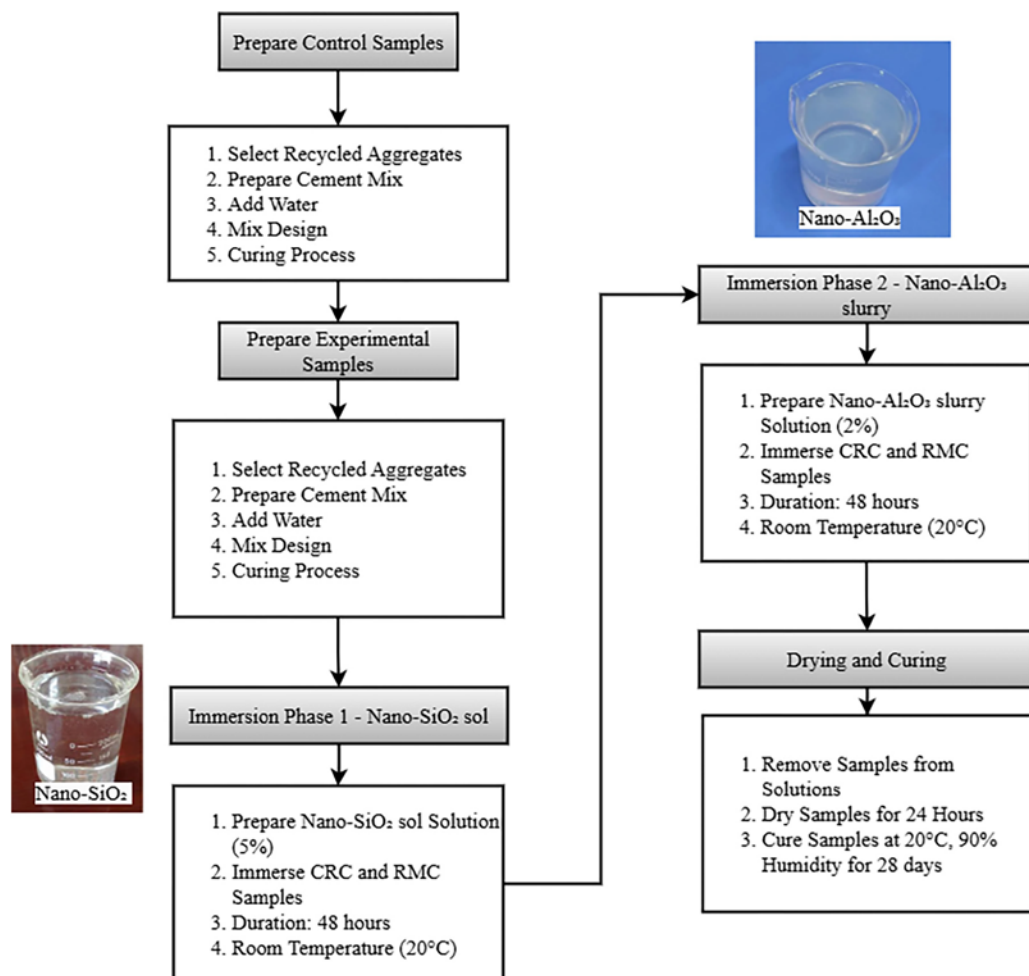 Prepare Control Samples
1. Select Recycled Aggregates
2. Prepare Cement Mix
3. Add Water
4. Mix Design
5. Curing Process
Prepare Experimental
Samples
1. Select Recycled Aggregates
2. Prepare Cement Mix
3. Add Water
4. Mix Design
5. Curing Process
Nano-SiO₂
Immersion Phase 1 - Nano-SiO₂ sol
1. Prepare Nano-SiO₂ sol Solution
(5%)
2. Immerse CRC and RMC
Samples
3. Duration: 48 hours
4. Room Temperature (20°C)
Nano-Al₂O₃
Immersion Phase 2 - Nano-Al₂O₃
slurry
1. Prepare Nano-Al₂O₃ slurry
Solution (2%)
2. Immerse CRC and RMC
Samples
3. Duration: 48 hours
4. Room Temperature (20°C)
Drying and Curing
1. Remove Samples from
Solutions
2. Dry Samples for 24 Hours
3. Cure Samples at 20°C, 90%
Humidity for 28 days